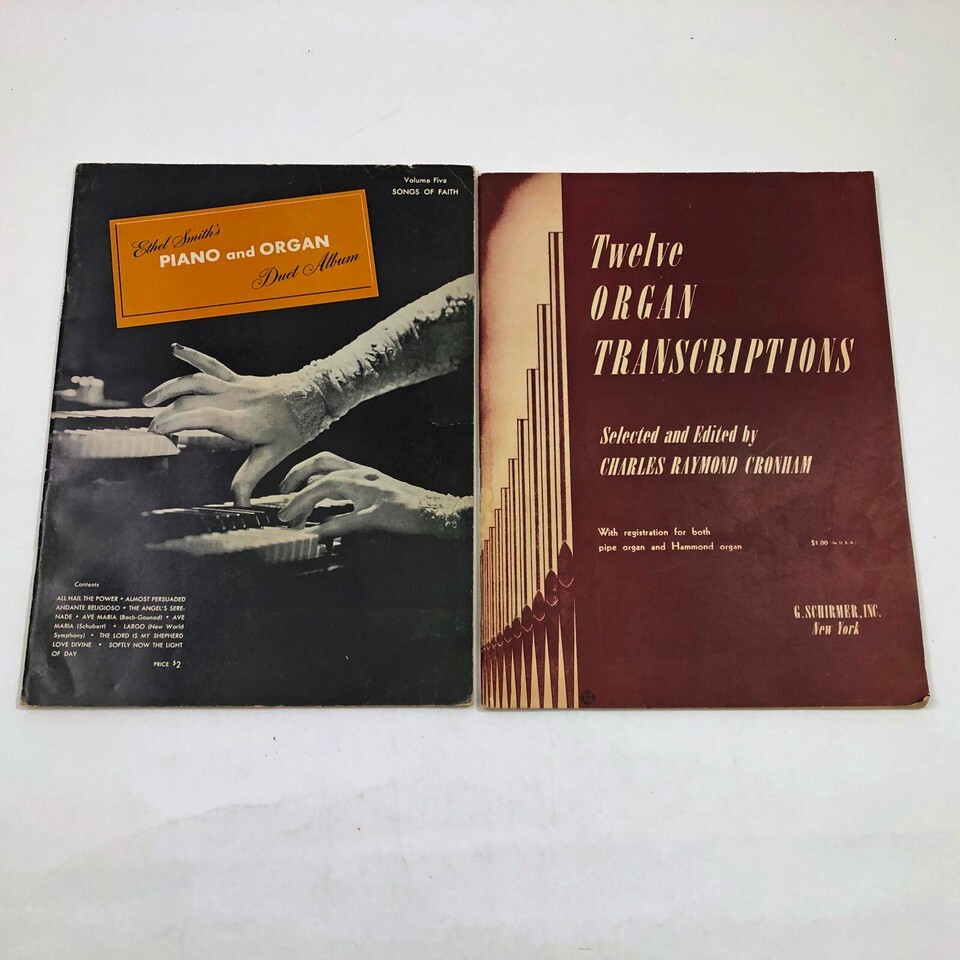 Volume Five
SONGS OF FAITH
Ethel Smith's
PIANO and ORGAN
Duet Album
Contents
ALL HAIL THE POWER • ALMOST PERSUADED
ANDANTE RELIGIOSO • THE ANGEL'S SERE-
NADE • AVE MARIA (Bach-Gounod) • AVE
MARIA (Schubert) • LARGO (New World
Symphony) • THE LORD IS MY SHEPHERD
LOVE DIVINE • SOFTLY NOW THE LIGHT
OF DAY
PRICE $2
Twelve
ORGAN
TRANSCRIPTIONS
Selected and Edited by
CHARLES RAYMOND CRONHAM
With registration for both
pipe organ and Hammond organ
$1.00 (In U.S.A.)
G. SCHIRMER, INC.
New York